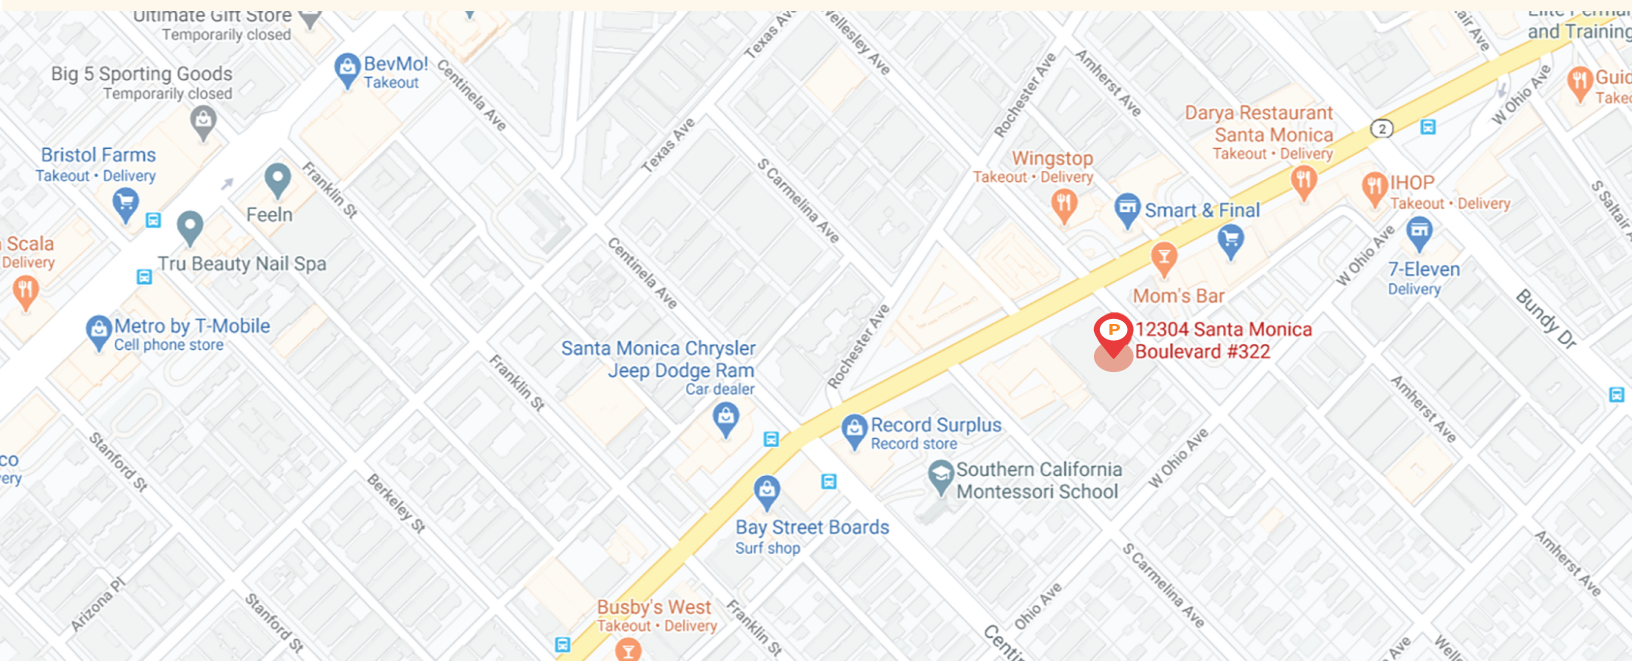 Ultimate Gift Store
Temporarily closed
Big 5 Sporting Goods
Temporarily closed
BevMo!
Takeout
Centinela Ave
Texas Ave
Wellesley Ave
Rochester Ave
Amherst Ave
and Training
W Ohio Ave
Darya Restaurant
Santa Monica
Takeout • Delivery
2
Bristol Farms
Takeout • Delivery
Franklin St
Feeln
Texas Ave
S Carmelina Ave
Wingstop
Takeout • Delivery
Smart & Final
IHOP
Takeout • Delivery
Scala
Delivery
Tru Beauty Nail Spa
Centinela Ave
W Ohio Ave
7-Eleven
Delivery
Mom's Bar
Bundy Dr
Metro by T-Mobile
Cell phone store
P
12304 Santa Monica
Boulevard #322
Santa Monica Chrysler
Jeep Dodge Ram
Car dealer
Rochester Ave
Franklin St
Amherst Ave
Record Surplus
Record store
Stanford St
Southern California
Montessori School
W Ohio Ave
Berkeley St
Bay Street Boards
Surf shop
S Carmelina Ave
Amherst Ave
Arizona Pl
Stanford St
Busby's West
Takeout • Delivery
Franklin St
Ohio Ave
Centin
Ave